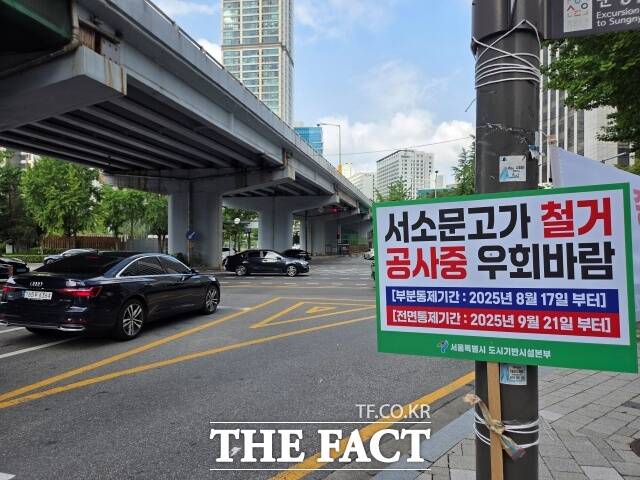 Excursion
to Sungn
서소문고가 철거
공사중 우회바람
[부분통제기간 : 2025년 8월 17일 부터]
[전면통제기간 : 2025년 9월 21일 부터]
서울특별시 도시기반시설본부
TF.CO.KR
THE FACT